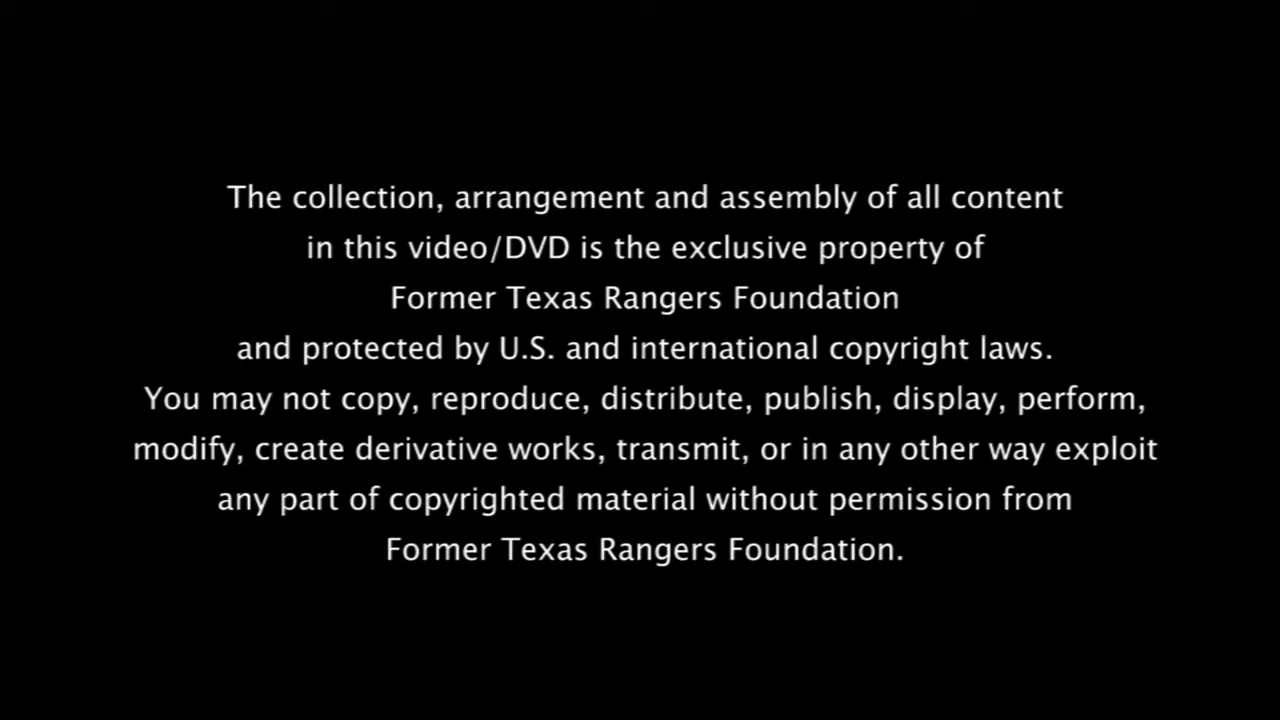 The collection, arrangement and assembly of all content
in this video/DVD is the exclusive property of
Former Texas Rangers Foundation
and protected by U.S. and international copyright laws.
You may not copy, reproduce, distribute, publish, display, perform,
modify, create derivative works, transmit, or in any other way exploit
any part of copyrighted material without permission from
Former Texas Rangers Foundation.